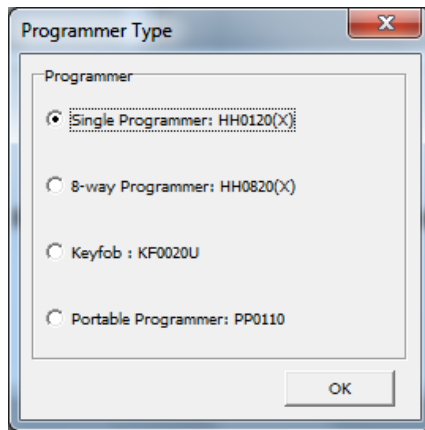 Programmer Type
Programmer
Single Programmer: HH0120(X)
8-way Programmer: HH0820(X)
Keyfob : KF0020U
Portable Programmer: PP0110
OK